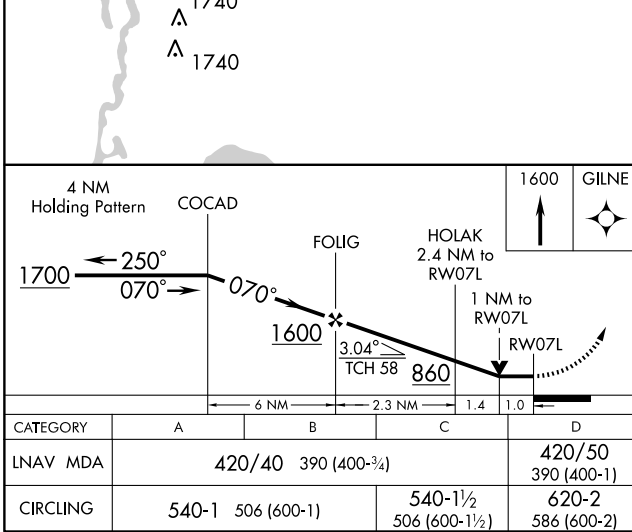 1740
1740
4 NM
Holding Pattern
COCAD
FOLIG
HOLAK
2.4 NM to
RW07L
1 NM to
RW07L
RW07L
1600
GILNE
1700
250°
070°
070°
1600
3.04°
TCH 58
860
6 NM
2.3 NM
1.4
1.0
CATEGORY A B C D
LNAV MDA 420/40 390 (400-¾) 420/50 390 (400-1)
CIRCLING 540-1 506 (600-1) 540-1½ 506 (600-1½) 620-2 586 (600-2)